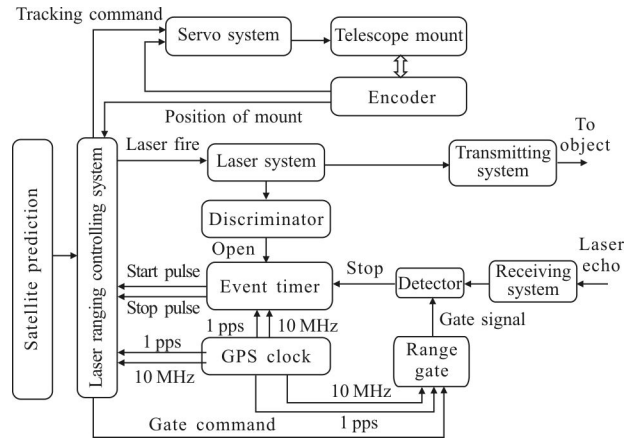 Tracking command
Servo system
Telescope mount
Encoder
Position of mount
Laser fire
Laser system
Transmitting
system
To
object
Satellite prediction
Laser ranging controlling system
Discriminator
Open
Start pulse
Stop pulse
Event timer
Stop
Detector
Receiving
system
Laser
echo
1 pps
10 MHz
Gate signal
1 pps
10 MHz
GPS clock
Range
gate
10 MHz
1 pps
Gate command